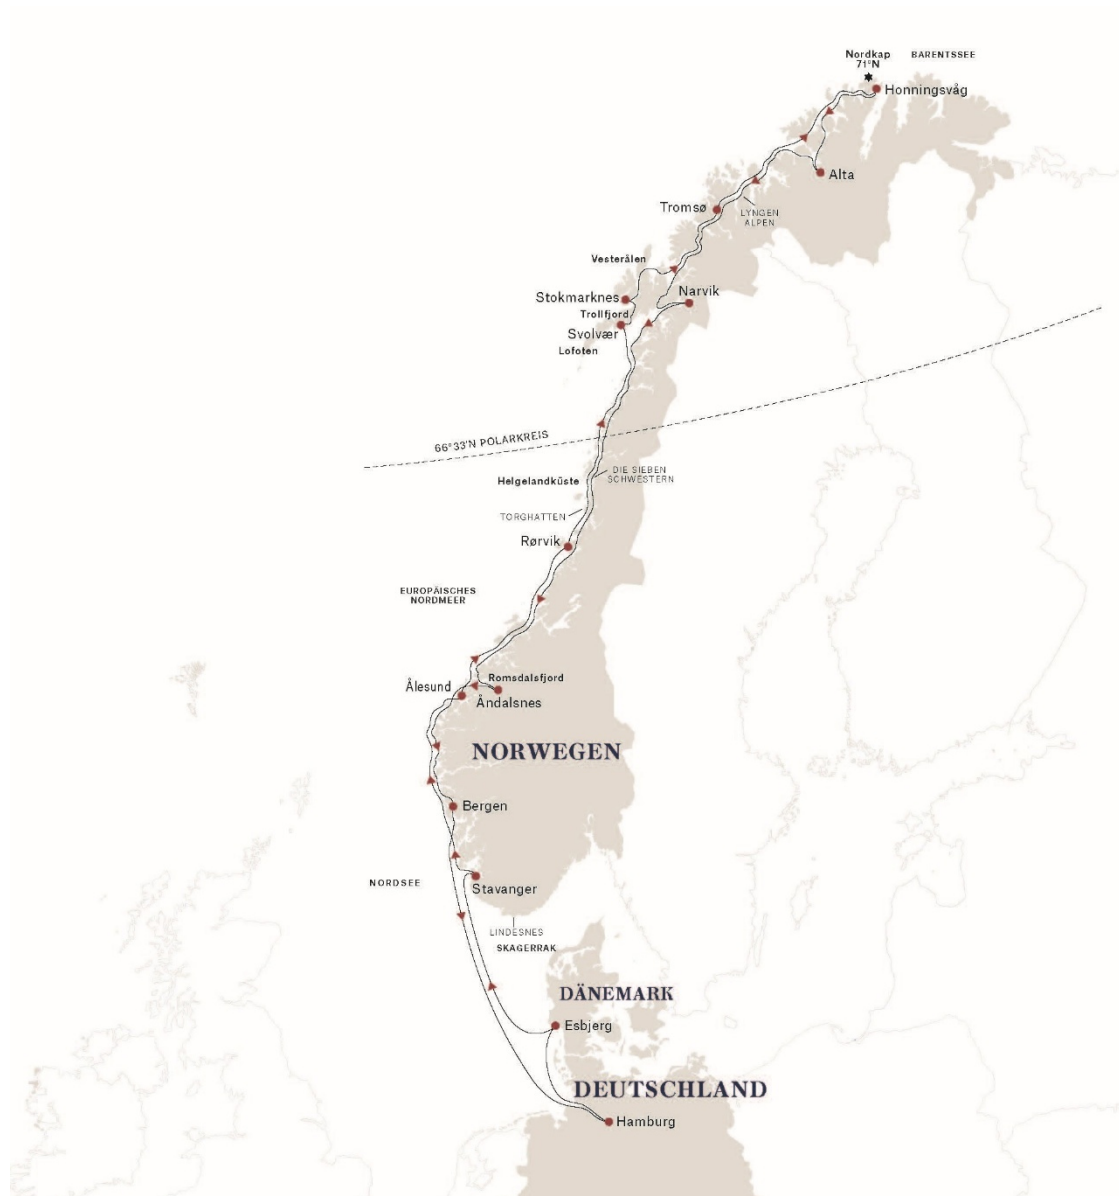 Nordkap
71°N
BARENTSSEE
Honningsvåg
Alta
Tromsø
LYNGEN
ALPEN
Vesterålen
Narvik
Stokmarknes
Trollfjord
Svolvær
Lofoten
66°33'N POLARKREIS
DIE SIEBEN
SCHWESTERN
Helgelandküste
TORGHATTEN
Rørvik
EUROPÄISCHES
NORDMEER
Romsdalsfjord
Ålesund
Åndalsnes
NORWEGEN
Bergen
NORDSEE
Stavanger
LINDESNES
SKAGERRAK
DÄNEMARK
Esbjerg
DEUTSCHLAND
Hamburg